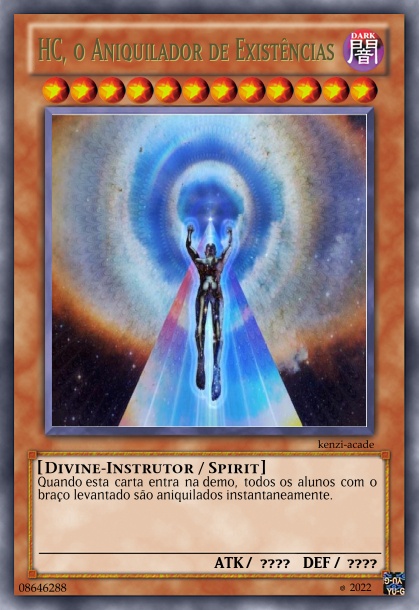 HC, o Aniquilador de Existências
DARK
闇
kenzi-acade
[Divine-Instrutor / Spirit]
Quando esta carta entra na demo, todos os alunos com o
braço levantado são aniquilados instantaneamente.
ATK / ???? DEF / ????
08646288
© 2022
YU-G